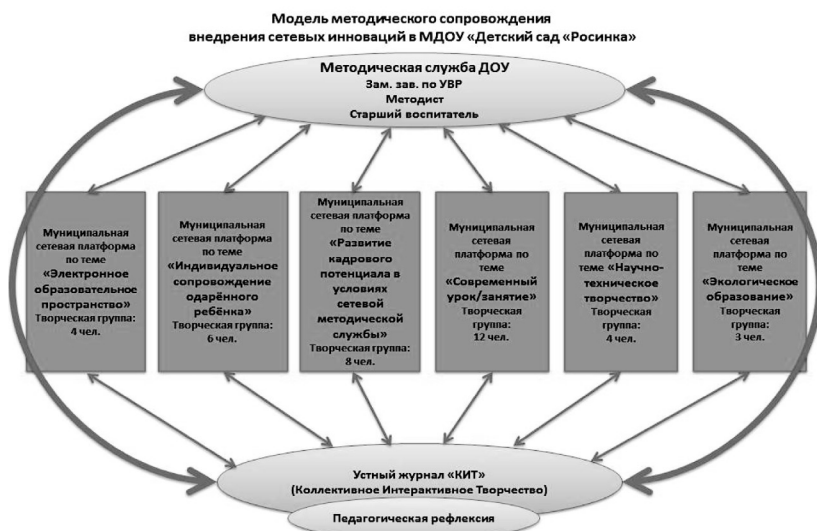 Модель методического сопровождения
внедрения сетевых инноваций в МДОУ «Детский сад «Росинка»
Методическая служба ДОУ
Зам. зав. по УВР
Методист
Старший воспитатель
Муниципальная
сетевая платформа
по теме
«Электронное
образовательное
пространство»
Творческая группа:
4 чел.
Муниципальная
сетевая платформа
по теме
«Индивидуальное
сопровождение
одарённого
ребёнка»
Творческая группа:
6 чел.
Муниципальная
сетевая платформа
по теме
«Развитие
кадрового
потенциала в
условиях
сетевой
методической
службы»
Творческая группа:
8 чел.
Муниципальная
сетевая
платформа по
теме
«Современный
урок/занятие»
Творческая
группа:
12 чел.
Муниципальная
сетевая
платформа по
теме «Научно-
техническое
творчество»
Творческая
группа:
4 чел.
Муниципальная
сетевая
платформа по
теме
«Экологическое
образование»
Творческая
группа:
3 чел.
Устный журнал «КИТ»
(Коллективное Интерактивное Творчество)
Педагогическая рефлексия